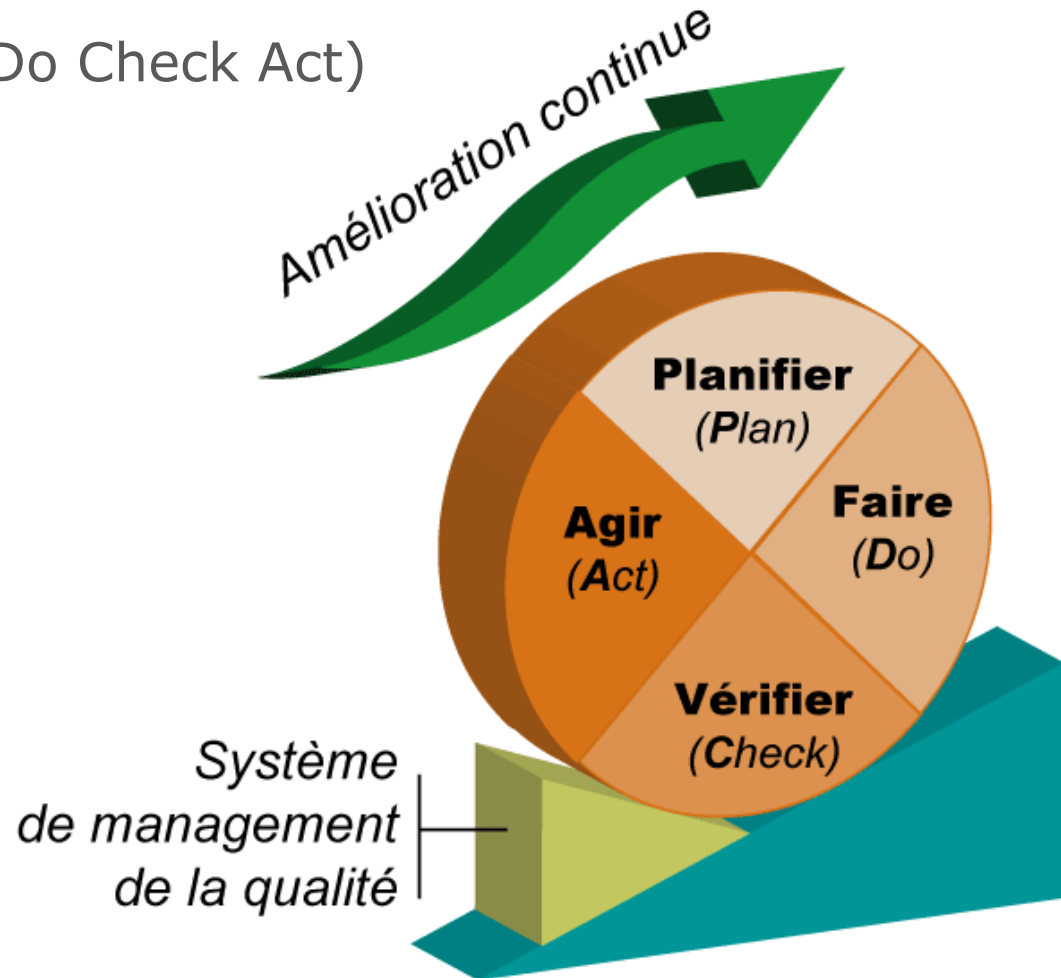 Do Check Act)
Amélioration continue
Planifier
(Plan)
Faire
(Do)
Agir
(Act)
Vérifier
(Check)
Système
de management
de la qualité